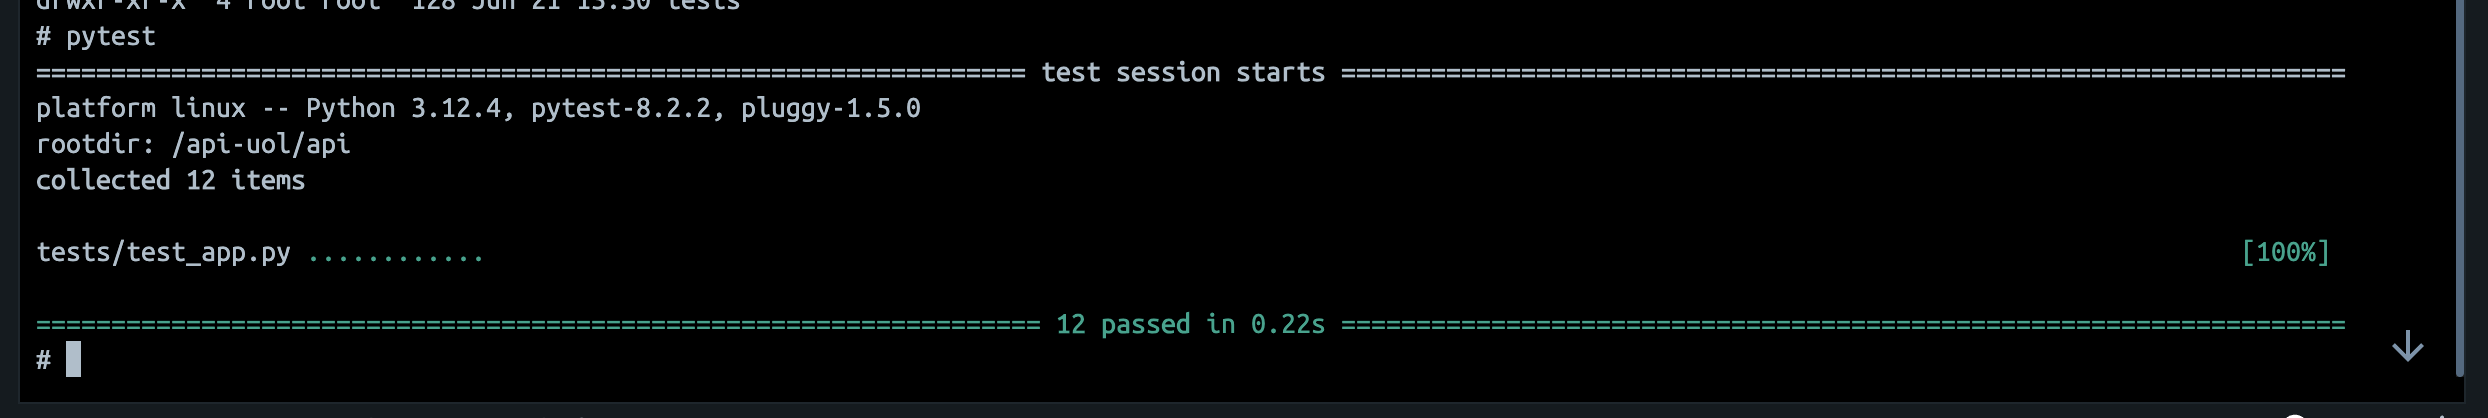 drwxr-xr-x 4 root root 128 Jun 21 13:30 tests
# pytest
================================================================== test session starts ===================================================================
platform linux -- Python 3.12.4, pytest-8.2.2, pluggy-1.5.0
rootdir: /api-uol/api
collected 12 items
tests/test_app.py ............ [100%]
=================================================================== 12 passed in 0.22s ===================================================================
#